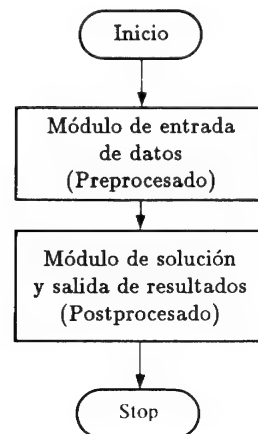 Inicio
Módulo de entrada
de datos
(Preprocesado)
Módulo de solución
y salida de resultados
(Postprocesado)
Stop